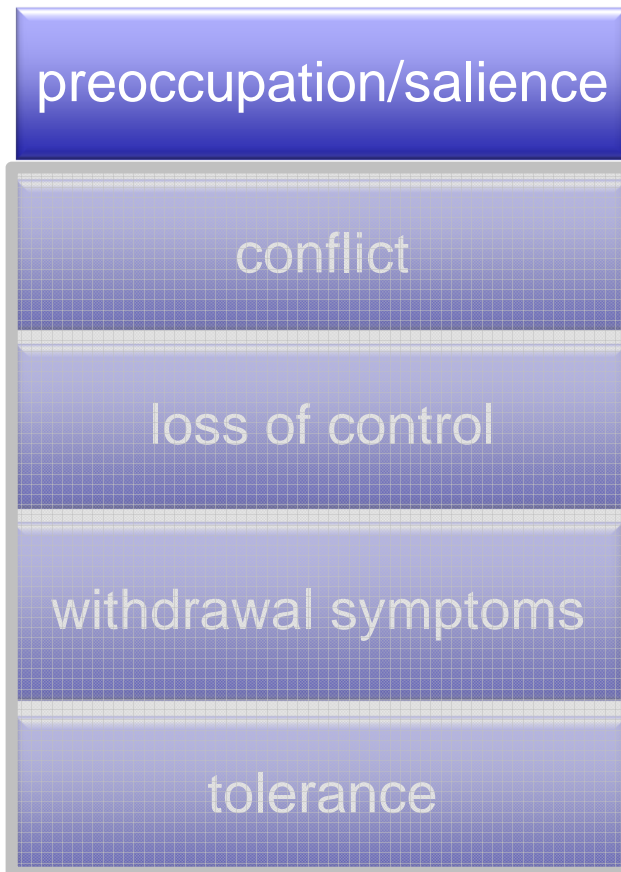 preoccupation/salience
conflict
loss of control
withdrawal symptoms
tolerance